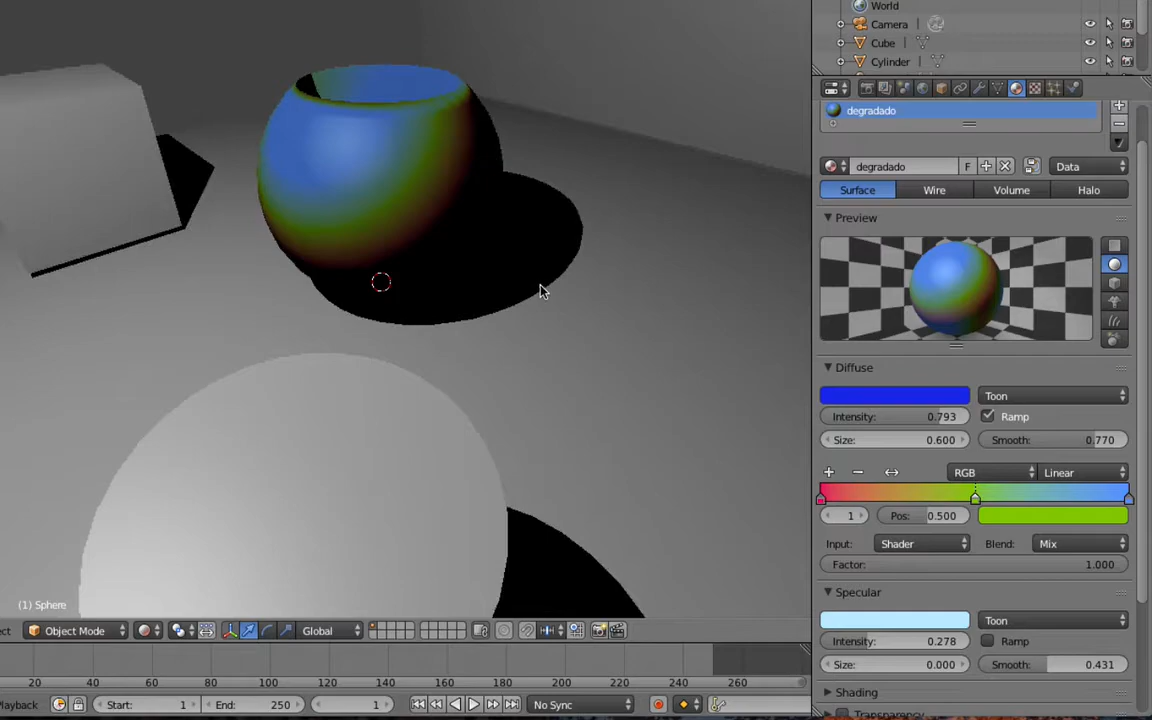 World
Camera
Cube
Cylinder
degradado
degradado F Data
Surface Wire Volume Halo
Preview
Diffuse
Toon
Intensity: 0.793 Ramp
Size: 0.600 Smooth: 0.770
RGB Linear
1 Pos: 0.500
Input: Shader Blend: Mix
Factor: 1.000
Specular
Toon
Intensity: 0.278 Ramp
Size: 0.000 Smooth: 0.431
Shading
Transparency
(1) Sphere
ect Object Mode Global
20 40 60 80 100 120 140 160 180 200 220 240 260
Playback Start: 1 End: 250 1 No Sync